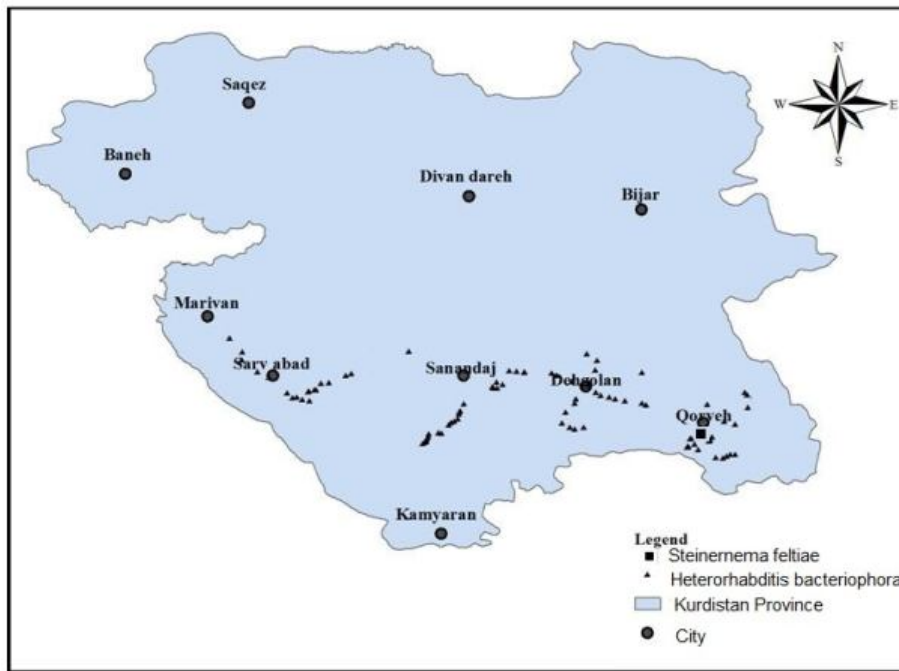 N
W
E
S
Saqez
Baneh
Divan dareh
Bijar
Marivan
Sarv abad
Sanandaj
Dehgolan
Qorveh
Kamyaran
Legend
Steinernema feltiae
Heterorhabditis bacteriophora
Kurdistan Province
City